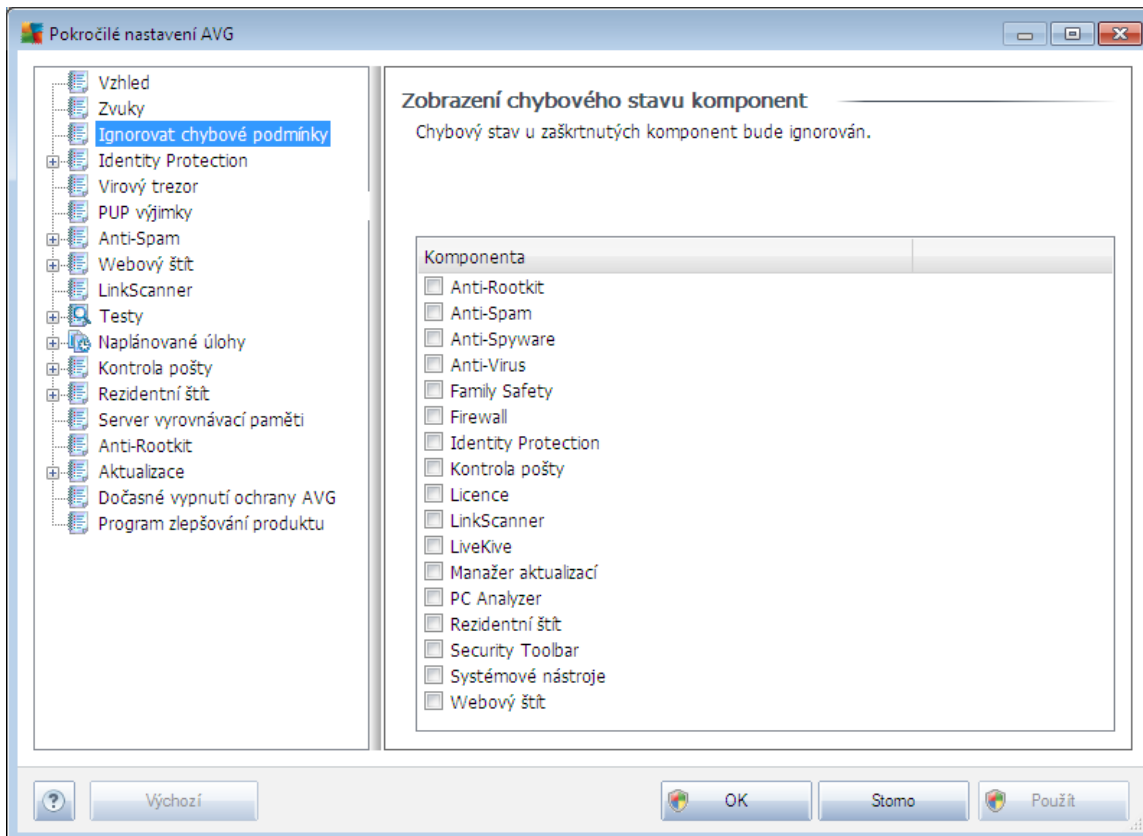 Pokročilé nastavení AVG
Vzhled
Zvuky
Ignorovat chybové podmínky
Identity Protection
Virový trezor
PUP výjimky
Anti-Spam
Webový štít
LinkScanner
Testy
Naplánované úlohy
Kontrola pošty
Rezidentní štít
Server vyrovnávací paměti
Anti-Rootkit
Aktualizace
Dočasné vypnutí ochrany AVG
Program zlepšování produktu
Zobrazení chybového stavu komponent
Chybový stav u zaškrtnutých komponent bude ignorován.
Komponenta
Anti-Rootkit
Anti-Spam
Anti-Spyware
Anti-Virus
Family Safety
Firewall
Identity Protection
Kontrola pošty
Licence
LinkScanner
LiveKive
Manažer aktualizací
PC Analyzer
Rezidentní štít
Security Toolbar
Systémové nástroje
Webový štít
?
Výchozí
OK
Storno
Použít